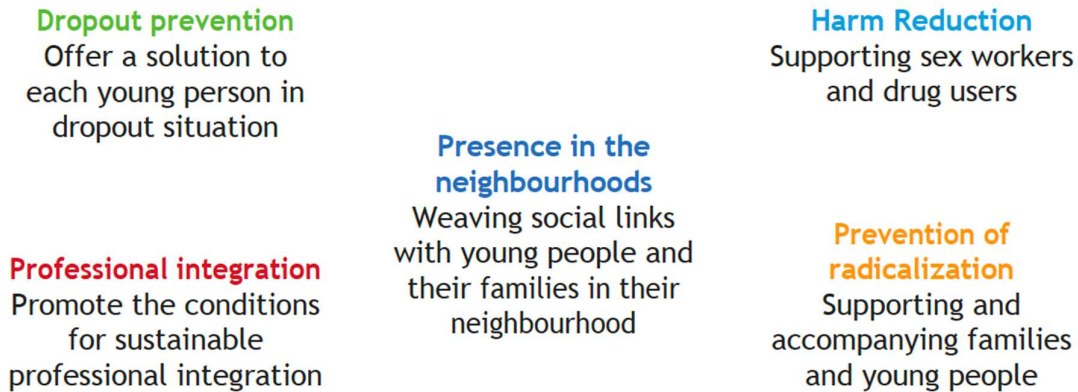 Dropout prevention
Offer a solution to
each young person in
dropout situation
Professional integration
Promote the conditions
for sustainable
professional integration
Presence in the
neighbourhoods
Weaving social links
with young people and
their families in their
neighbourhood
Harm Reduction
Supporting sex workers
and drug users
Prevention of
radicalization
Supporting and
accompanying families
and young people